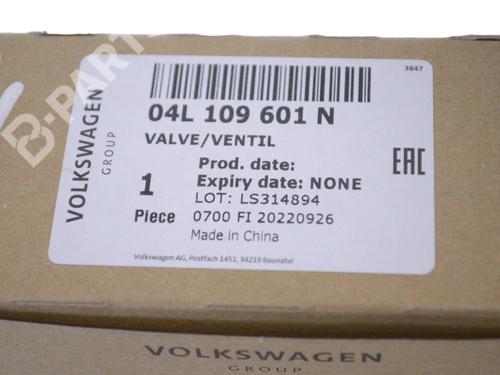 3847
04L 109 601 N
VALVE/VENTIL
Prod. date:
1
Expiry date: NONE
LOT: LS314894
Piece
0700 FI 20220926
Made in China
Volkswagen AG, Postfach 1451, 34219 Baunatal
VOLKSWAGEN
GROUP
EAC
B-PARTS
VOLKSWAGEN
GROUP